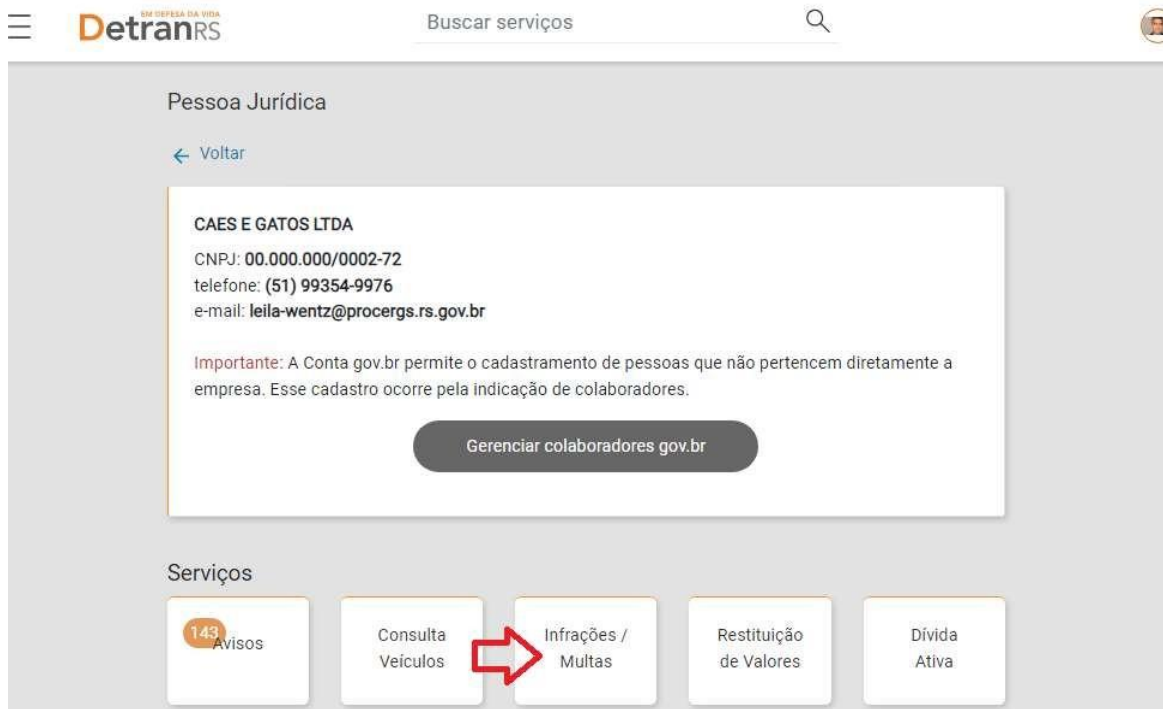 EM DEFESA DA VIDA
DetranRS
Buscar serviços
Pessoa Jurídica
← Voltar
CAES E GATOS LTDA
CNPJ: 00.000.000/0002-72
telefone: (51) 99354-9976
e-mail: leila-wentz@procergs.rs.gov.br
Importante: A Conta gov.br permite o cadastramento de pessoas que não pertencem diretamente a
empresa. Esse cadastro ocorre pela indicação de colaboradores.
Gerenciar colaboradores gov.br
Serviços
143
Avisos
Consulta
Veículos
Infrações /
Multas
Restituição
de Valores
Dívida
Ativa